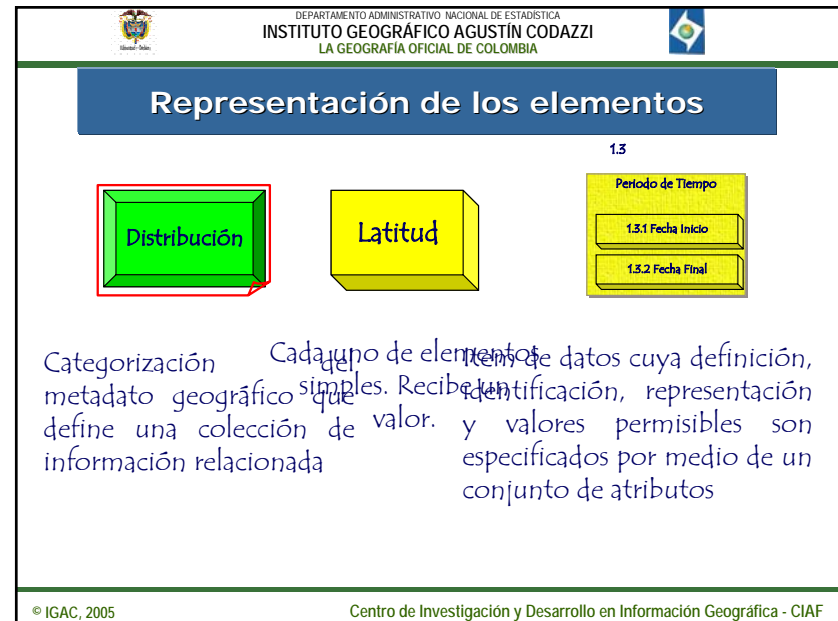 DEPARTAMENTO ADMINISTRATIVO NACIONAL DE ESTADÍSTICA
INSTITUTO GEOGRÁFICO AGUSTÍN CODAZZI
LA GEOGRAFÍA OFICIAL DE COLOMBIA
Representación de los elementos
Distribución
Latitud
1.3
Periodo de Tiempo
1.3.1 Fecha Inicio
1.3.2 Fecha Final
Categorización del
metadato geográfico que
define una colección de
información relacionada
Cada uno de elementos
simples. Recibe un
valor.
Item de datos cuya definición,
identificación, representación
y valores permisibles son
especificados por medio de un
conjunto de atributos
© IGAC, 2005
Centro de Investigación y Desarrollo en Información Geográfica - CIAF